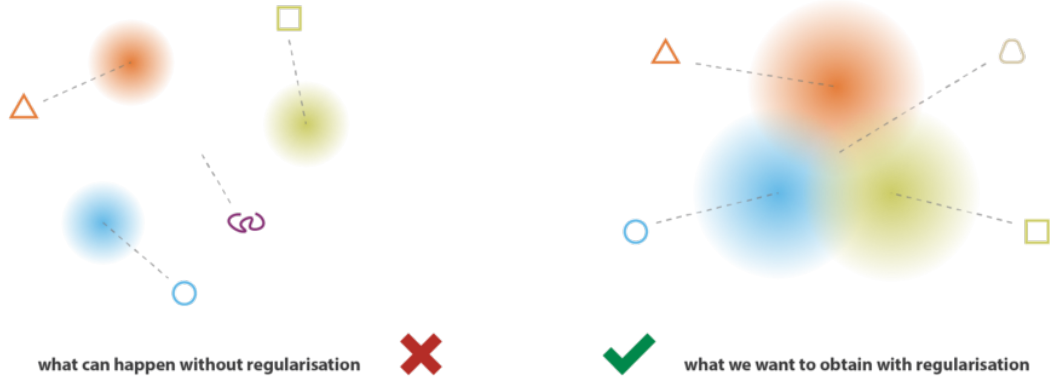 what can happen without regularisation
what we want to obtain with regularisation